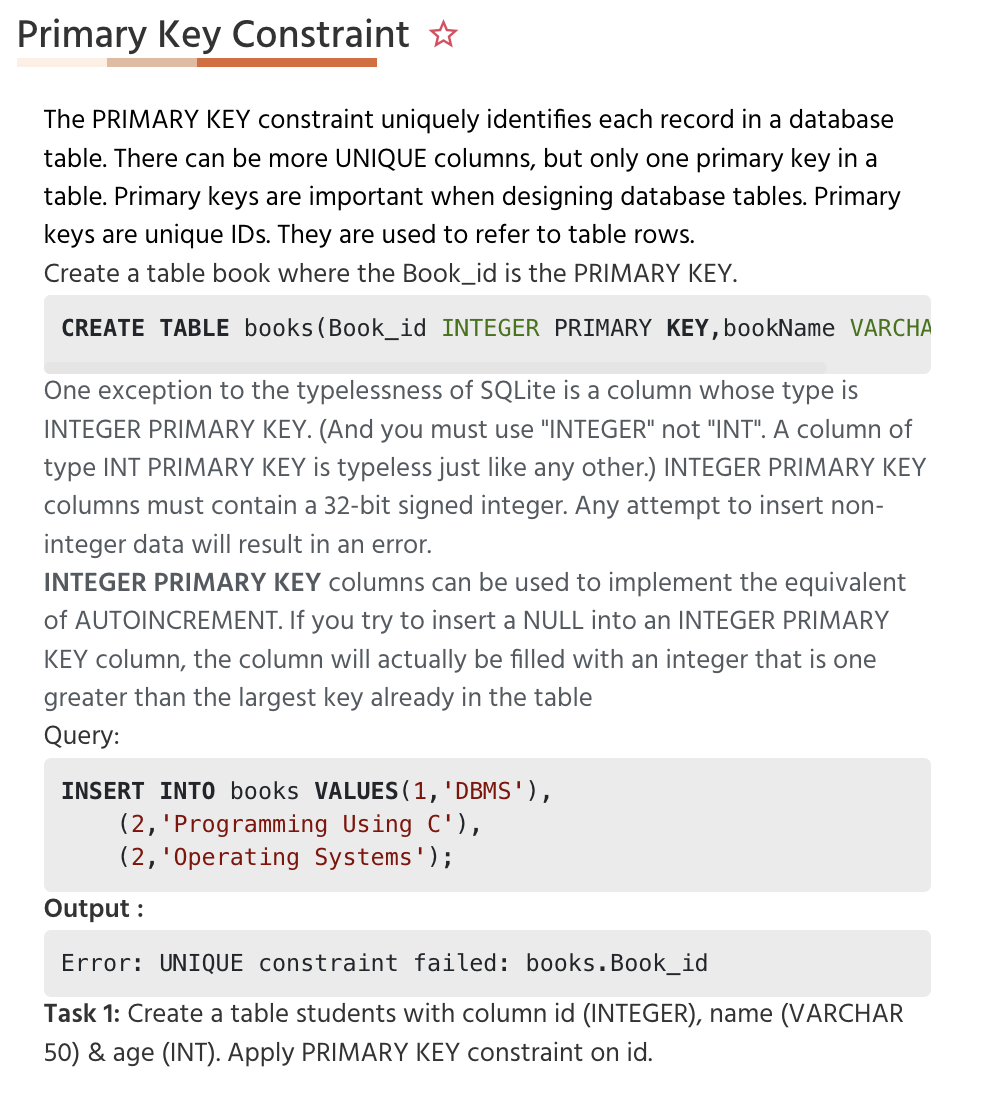 Primary Key Constraint
The PRIMARY KEY constraint uniquely identifies each record in a database
table. There can be more UNIQUE columns, but only one primary key in a
table. Primary keys are important when designing database tables. Primary
keys are unique IDs. They are used to refer to table rows.
Create a table book where the Book_id is the PRIMARY KEY.
CREATE TABLE books(Book_id INTEGER PRIMARY KEY,bookName VARCHA
One exception to the typelessness of SQLite is a column whose type is
INTEGER PRIMARY KEY. (And you must use "INTEGER" not "INT". A column of
type INT PRIMARY KEY is typeless just like any other.) INTEGER PRIMARY KEY
columns must contain a 32-bit signed integer. Any attempt to insert non-
integer data will result in an error.
INTEGER PRIMARY KEY columns can be used to implement the equivalent
of AUTOINCREMENT. If you try to insert a NULL into an INTEGER PRIMARY
KEY column, the column will actually be filled with an integer that is one
greater than the largest key already in the table
Query:
INSERT INTO books VALUES(1,'DBMS'),
(2,'Programming Using C'),
(2,'Operating Systems');
Output :
Error: UNIQUE constraint failed: books.Book_id
Task 1: Create a table students with column id (INTEGER), name (VARCHAR
50) & age (INT). Apply PRIMARY KEY constraint on id.